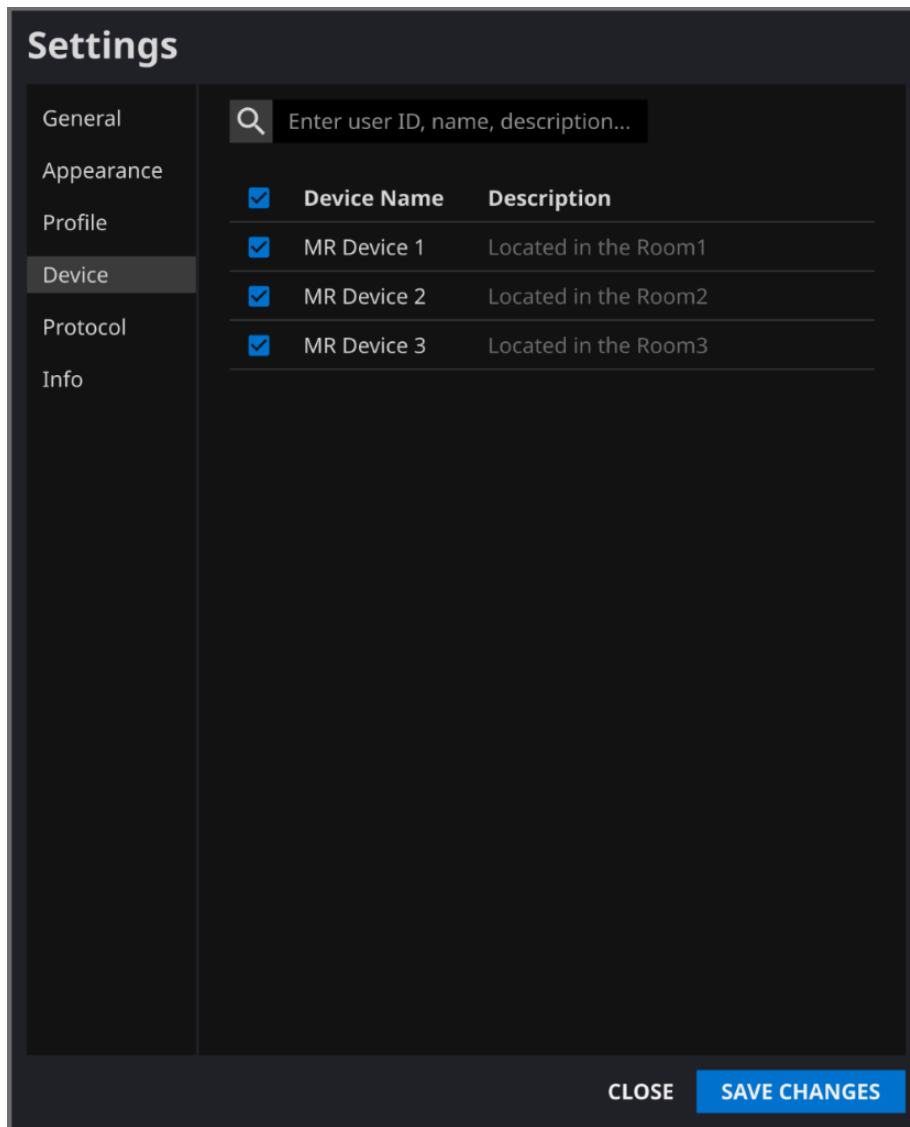 Settings
General
Appearance
Profile
Device
Protocol
Info
Enter user ID, name, description...
Device Name Description
MR Device 1 Located in the Room1
MR Device 2 Located in the Room2
MR Device 3 Located in the Room3
CLOSE SAVE CHANGES